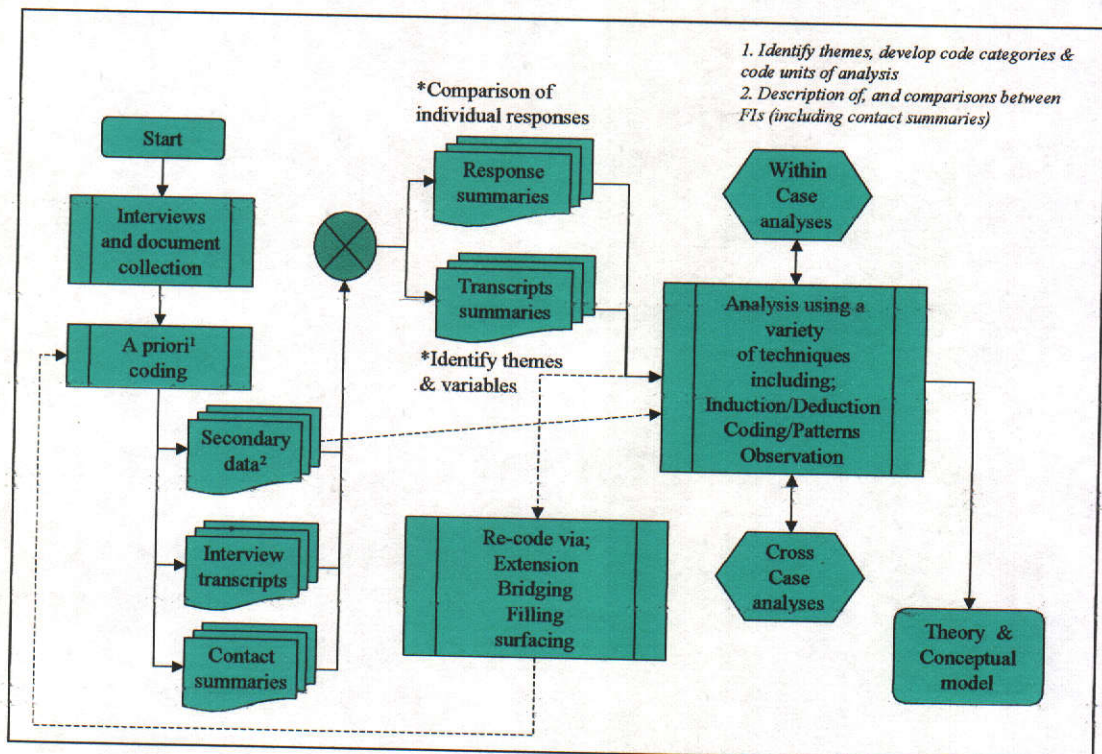 1. Identify themes, develop code categories &
code units of analysis
2. Description of, and comparisons between
FIs (including contact summaries)
*Comparison of
individual responses
Start
Response
summaries
Within
Case
analyses
Interviews
and document
collection
Transcripts
summaries
Analysis using a
variety
of techniques
including;
Induction/Deduction
Coding/Patterns
Observation
A priori¹
coding
*Identify themes
& variables
Secondary
data²
Re-code via;
Extension
Bridging
Filling
surfacing
Interview
transcripts
Cross
Case
analyses
Contact
summaries
Theory &
Conceptual
model